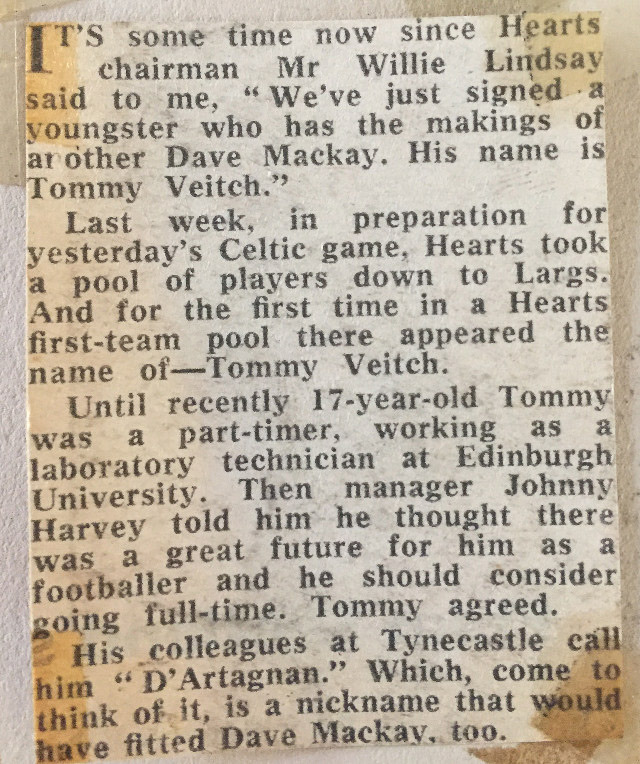 IT'S some time now since Hearts
chairman Mr Willie Lindsay
said to me, “ We've just signed a
youngster who has the makings of
another Dave Mackay. His name is
Tommy Veitch.”
Last week, in preparation for
yesterday's Celtic game, Hearts took
a pool of players down to Largs.
And for the first time in a Hearts
first-team pool there appeared the
name of—Tommy Veitch.
Until recently 17-year-old Tommy
was a part-timer, working as a
laboratory technician at Edinburgh
University. Then manager Johnny
Harvey told him he thought there
was a great future for him as a
footballer and he should consider
going full-time. Tommy agreed.
His colleagues at Tynecastle call
him “ D'Artagnan.” Which, come to
think of it, is a nickname that would
have fitted Dave Mackay, too.